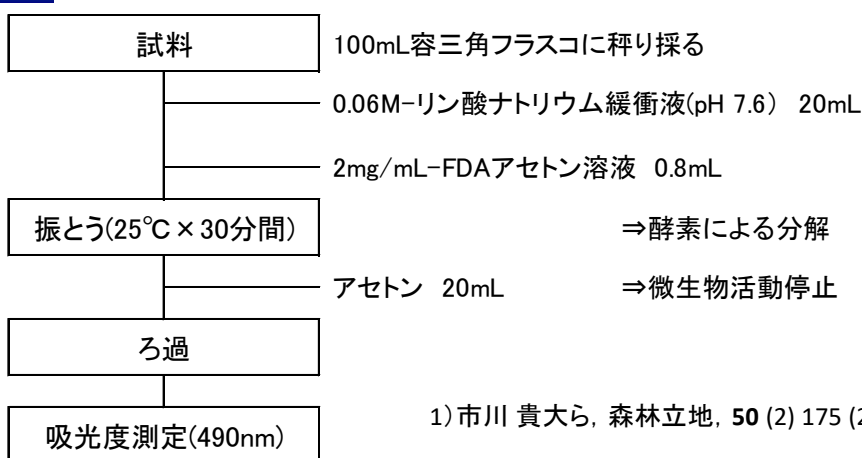 試料 100mL容三角フラスコに秤り採る
0.06M-リン酸ナトリウム緩衝液(pH 7.6) 20mL
2mg/mL-FDAアセトン溶液 0.8mL
振とう(25℃×30分間) ⇒酵素による分解
アセトン 20mL ⇒微生物活動停止
ろ過
1)市川 貴大ら, 森林立地, 50 (2) 175 (2
吸光度測定(490nm)